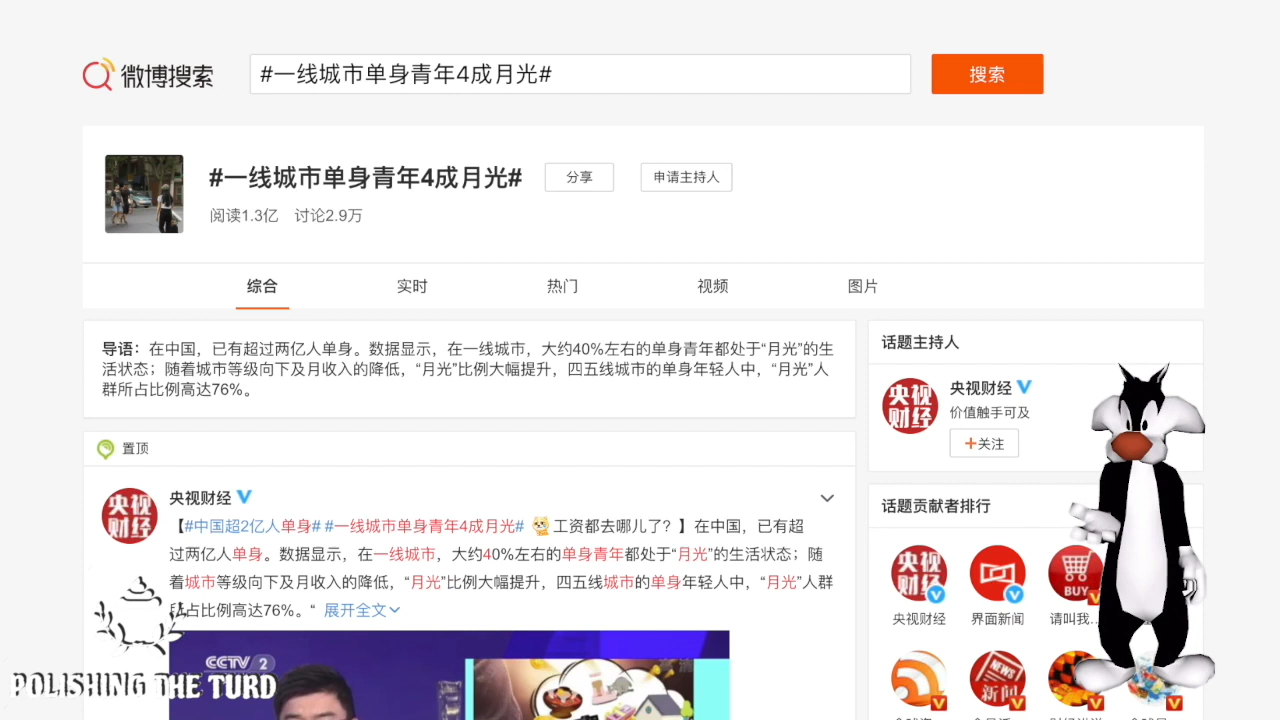 微博搜索
#一线城市单身青年4成月光#
搜索
#一线城市单身青年4成月光#
分享
申请主持人
阅读1.3亿 讨论2.9万
综合
实时
热门
视频
图片
导语：在中国，已有超过两亿人单身。数据显示，在一线城市，大约40%左右的单身青年都处于“月光”的生
活状态；随着城市等级向下及月收入的降低，“月光”比例大幅提升，四五线城市的单身年轻人中，“月光”人
群所占比例高达76%。
置顶
央视财经
【#中国超2亿人单身# #一线城市单身青年4成月光# 工资都去哪儿了？】在中国，已有超
过两亿人单身。数据显示，在一线城市，大约40%左右的单身青年都处于“月光”的生活状态；随
着城市等级向下及月收入的降低，“月光”比例大幅提升，四五线城市的单身年轻人中，“月光”人群
占比例高达76%。“ 展开全文
CCTV 2
POLISHING THE TURD
话题主持人
央视财经
央视财经
价值触手可及
+关注
话题贡献者排行
央视财经
BUY
央视财经
界面新闻
请叫我...
NEWS
新闻